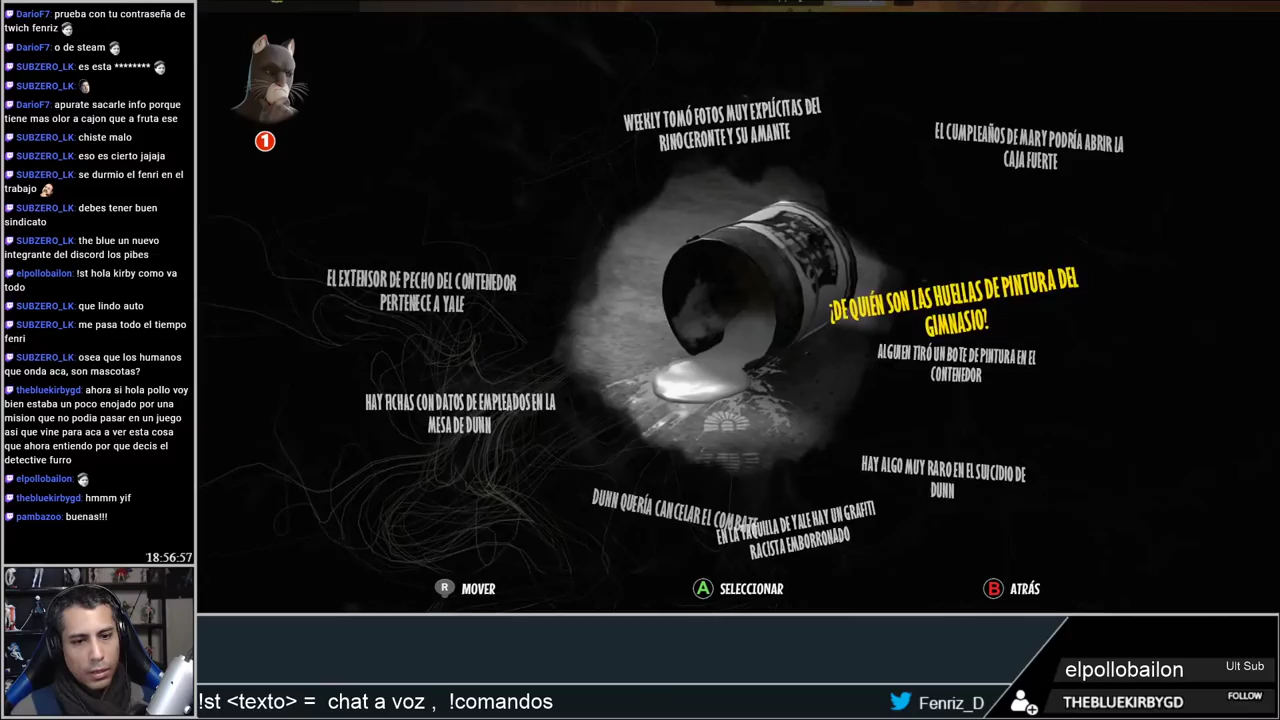 DarioF7: prueba con tu contraseña de
twich fenriz
DarioF7: o de steam
SUBZERO_LK: es esta ********
SUBZERO_LK:
DarioF7: apurate sacarle info porque
tiene mas olor a cajon que a fruta ese
SUBZERO_LK: chiste malo
SUBZERO_LK: eso es cierto jajaja
SUBZERO_LK: se durmio el fenri en el
trabajo
SUBZERO_LK: debes tener buen
sindicato
SUBZERO_LK: the blue un nuevo
integrante del discord los pibes
elpollobailon: !st hola kirby como va
todo
SUBZERO_LK: que lindo auto
SUBZERO_LK: me pasa todo el tiempo
fenri
SUBZERO_LK: osea que los humanos
que onda aca, son mascotas?
thebluekirbygd: ahora si hola pollo voy
bien estaba un poco enojado por una
mision que no podia pasar en un juego
asi que vine para aca a ver esta cosa
que ahora entiendo por que decis el
detective furro
elpollobailon:
thebluekirbygd: hmmm yif
pambazoo: buenas!!!
18:56:57
1
WEEKLY TOMÓ FOTOS MUY EXPLÍCITAS DEL
RINOCERONTE Y SU AMANTE
EL CUMPLEAÑOS DE MARY PODRÍA ABRIR LA
CAJA FUERTE
EL EXTENSOR DE PECHO DEL CONTENEDOR
PERTENECE A YALE
¿DE QUIÉN SON LAS HUELLAS DE PINTURA DEL
GIMNASIO?
ALGUIEN TIRÓ UN BOTE DE PINTURA EN EL
CONTENEDOR
HAY FICHAS CON DATOS DE EMPLEADOS EN LA
MESA DE DUNN
HAY ALGO MUY RARO EN EL SUICIDIO DE
DUNN
DUNN QUERÍA CANCELAR EL COMBATE
EN LA TAQUILLA DE YALE HAY UN GRAFITI
RACISTA EMBORRONADO
R MOVER
A SELECCIONAR
B ATRÁS
elpollobailon Ult Sub
!st <texto> = chat a voz , !comandos
Fenriz_D
THEBLUEKIRBYGD FOLLOW